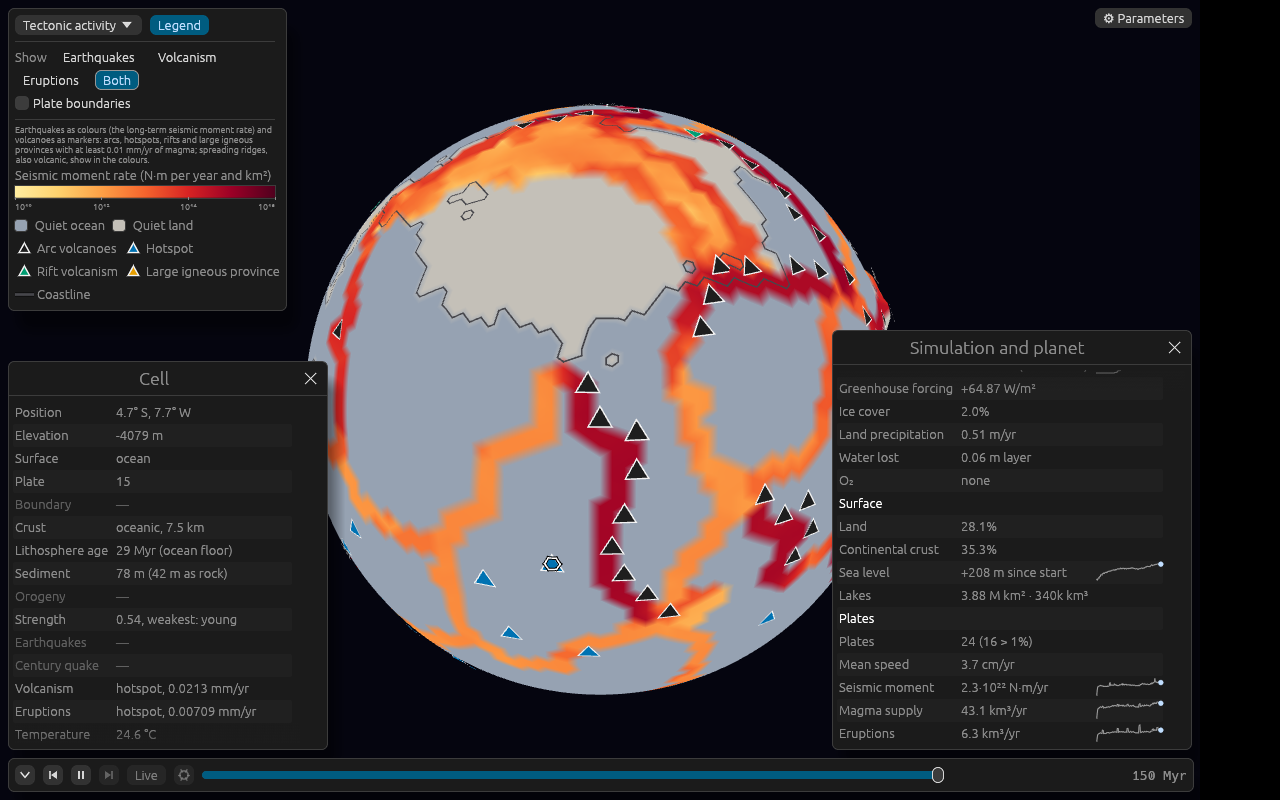 Tectonic activity
Legend
⚙ Parameters
Show Earthquakes Volcanism
Eruptions Both
Plate boundaries
Earthquakes as colours (the long-term seismic moment rate) and
volcanoes as markers: arcs, hotspots, rifts and large igneous
provinces with at least 0.01 mm/yr of magma; spreading ridges,
also volcanic, show in the colours.
Seismic moment rate (N·m per year and km²)
Quiet ocean Quiet land
Arc volcanoes Hotspot
Rift volcanism Large igneous province
Coastline
Cell
Position 4.7° S, 7.7° W
Elevation -4079 m
Surface ocean
Plate 15
Boundary —
Crust oceanic, 7.5 km
Lithosphere age 29 Myr (ocean floor)
Sediment 78 m (42 m as rock)
Orogeny —
Strength 0.54, weakest: young
Earthquakes —
Century quake —
Volcanism hotspot, 0.0213 mm/yr
Eruptions hotspot, 0.00709 mm/yr
Temperature 24.6 °C
Simulation and planet
Greenhouse forcing +64.87 W/m²
Ice cover 2.0%
Land precipitation 0.51 m/yr
Water lost 0.06 m layer
O₂ none
Surface
Land 28.1%
Continental crust 35.3%
Sea level +208 m since start
Lakes 3.88 M km² · 340k km³
Plates
Plates 24 (16 > 1%)
Mean speed 3.7 cm/yr
Seismic moment 2.3·10²² N·m/yr
Magma supply 43.1 km³/yr
Eruptions 6.3 km³/yr
Live
150 Myr